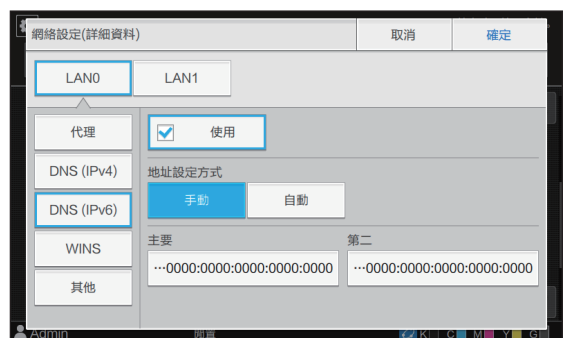 網絡設定(詳細資料)
取消
確定
LAN0
LAN1
代理
DNS (IPv4)
DNS (IPv6)
WINS
其他
使用
地址設定方式
手動
自動
主要
第二
···0000:0000:0000:0000:0000
···0000:0000:0000:0000:0000
Admin
閒置
K
C
M
Y
G